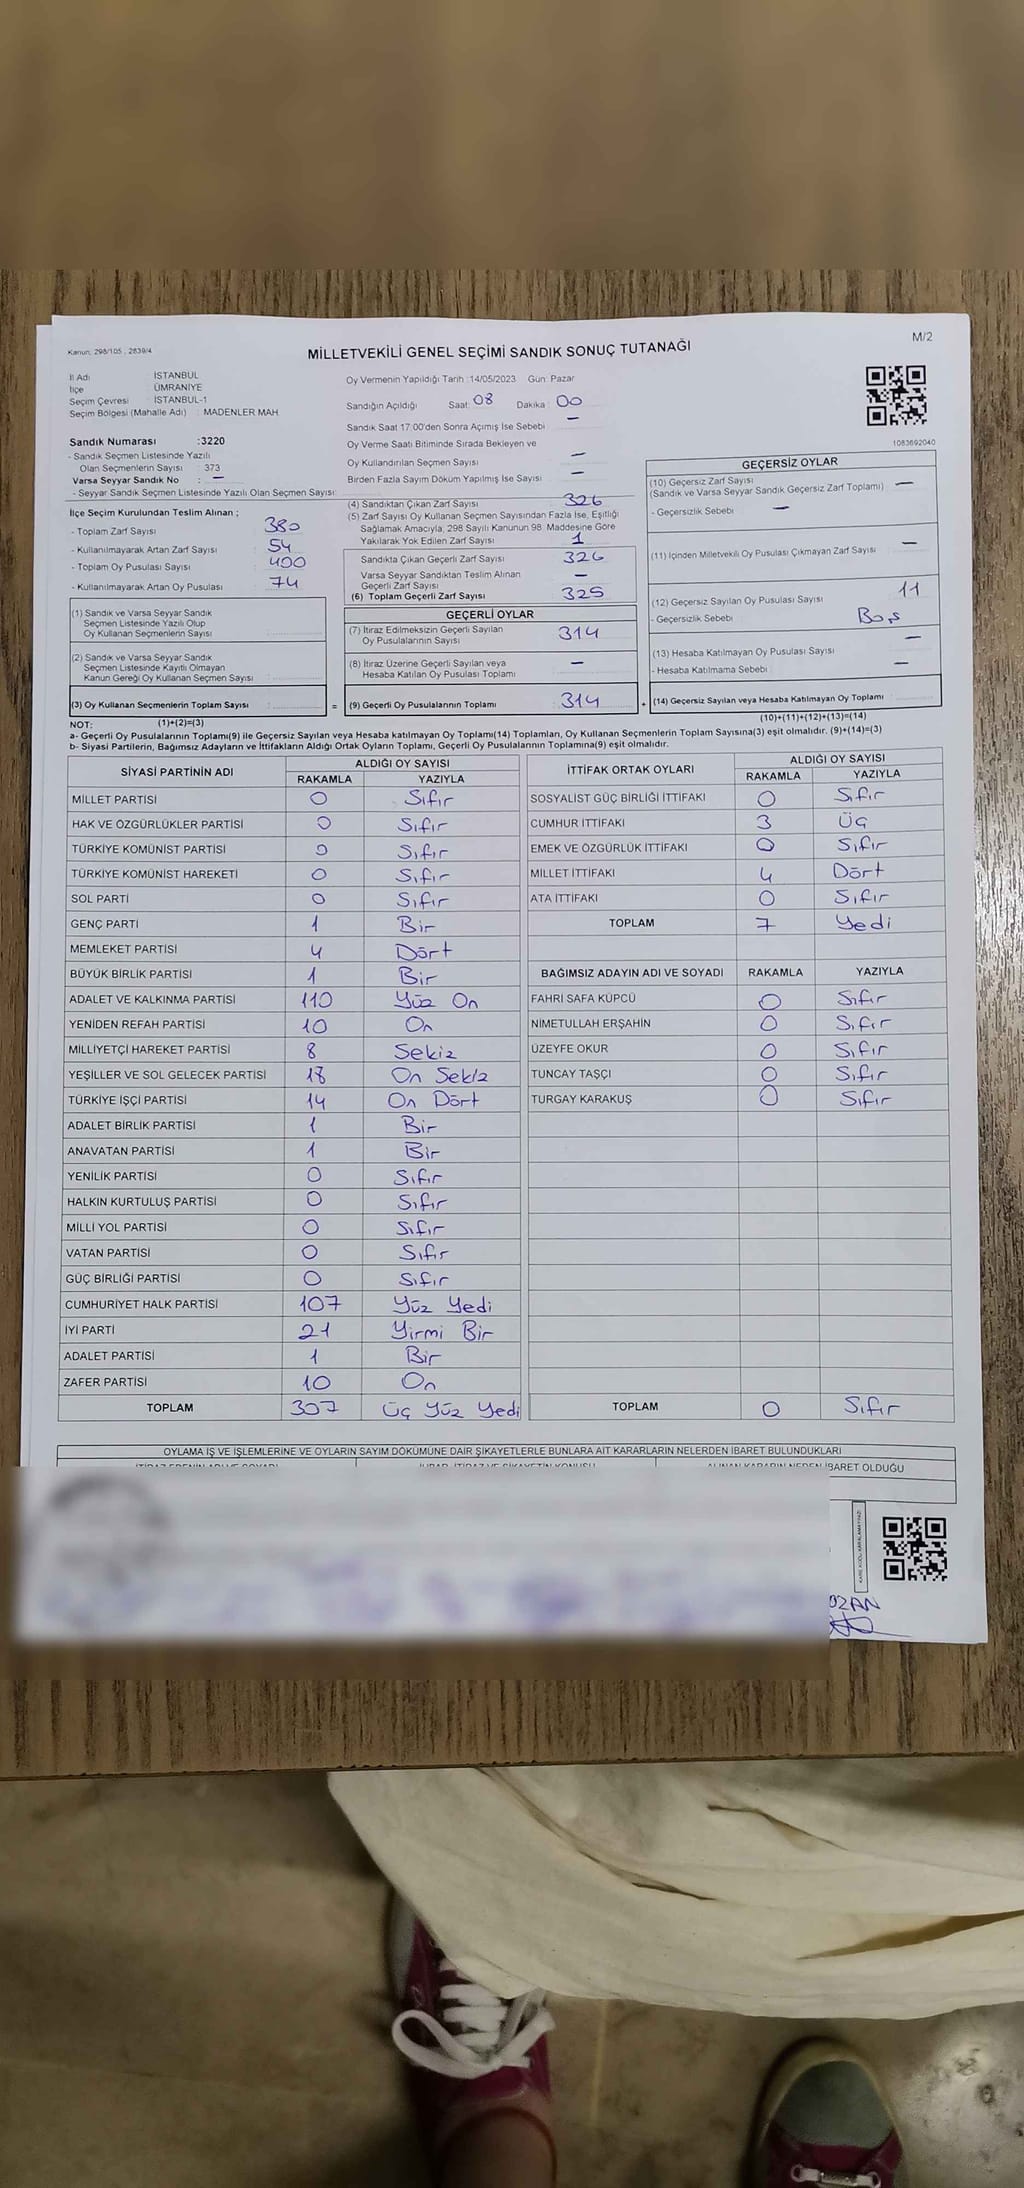 M/2
Kanun: 298/105 , 2839/4
MİLLETVEKİLİ GENEL SEÇİMİ SANDIK SONUÇ TUTANAĞI
İl Adı : İSTANBUL
İlçe : ÜMRANİYE
Seçim Çevresi : İSTANBUL-1
Seçim Bölgesi (Mahalle Adı) : MADENLER MAH
Sandık Numarası :3220
- Sandık Seçmen Listesinde Yazılı
Olan Seçmenlerin Sayısı : 373
Varsa Seyyar Sandık No : —
- Seyyar Sandık Seçmen Listesinde Yazılı Olan Seçmen Sayısı:
İlçe Seçim Kurulundan Teslim Alınan ;
- Toplam Zarf Sayısı : 380
- Kullanılmayarak Artan Zarf Sayısı : 54
- Toplam Oy Pusulası Sayısı : 400
- Kullanılmayarak Artan Oy Pusulası : 74
(1) Sandık ve Varsa Seyyar Sandık
Seçmen Listesinde Yazılı Olup
Oy Kullanan Seçmenlerin Sayısı :
(2) Sandık ve Varsa Seyyar Sandık
Seçmen Listesinde Kayıtlı Olmayan
Kanun Gereği Oy Kullanan Seçmen Sayısı :
(3) Oy Kullanan Seçmenlerin Toplam Sayısı :
Oy Vermenin Yapıldığı Tarih :14/05/2023 Gün: Pazar
Sandığın Açıldığı Saat: 08 Dakika : 00
Sandık Saat 17:00'den Sonra Açımış İse Sebebi : —
Oy Verme Saati Bitiminde Sırada Bekleyen ve
Oy Kullandırılan Seçmen Sayısı : —
Birden Fazla Sayım Döküm Yapılmış İse Sayısı : —
(4) Sandıktan Çıkan Zarf Sayısı : 326
(5) Zarf Sayısı Oy Kullanan Seçmen Sayısından Fazla İse, Eşitliği
Sağlamak Amacıyla, 298 Sayılı Kanunun 98. Maddesine Göre
Yakılarak Yok Edilen Zarf Sayısı : 1
Sandıkta Çıkan Geçerli Zarf Sayısı : 326
Varsa Seyyar Sandıktan Teslim Alınan
Geçerli Zarf Sayısı : —
(6) Toplam Geçerli Zarf Sayısı : 325
GEÇERLİ OYLAR
(7) İtiraz Edilmeksizin Geçerli Sayılan
Oy Pusulalarının Sayısı : 314
(8) İtiraz Üzerine Geçerli Sayılan veya
Hesaba Katılan Oy Pusulası Toplamı : —
= (9) Geçerli Oy Pusulalarının Toplamı : 314 +
1083692040
GEÇERSİZ OYLAR
(10) Geçersiz Zarf Sayısı
(Sandık ve Varsa Seyyar Sandık Geçersiz Zarf Toplamı) : —
- Geçersizlik Sebebi : —
(11) İçinden Milletvekili Oy Pusulası Çıkmayan Zarf Sayısı : —
(12) Geçersiz Sayılan Oy Pusulası Sayısı : 11
- Geçersizlik Sebebi : Boş
(13) Hesaba Katılmayan Oy Pusulası Sayısı : —
- Hesaba Katılmama Sebebi : —
(14) Geçersiz Sayılan veya Hesaba Katılmayan Oy Toplamı :
NOT: (1)+(2)=(3) (10)+(11)+(12)+(13)=(14)
a- Geçerli Oy Pusulalarının Toplamı(9) ile Geçersiz Sayılan veya Hesaba katılmayan Oy Toplamı(14) Toplamları, Oy Kullanan Seçmenlerin Toplam Sayısına(3) eşit olmalıdır. (9)+(14)=(3)
b- Siyasi Partilerin, Bağımsız Adayların ve İttifakların Aldığı Ortak Oyların Toplamı, Geçerli Oy Pusulalarının Toplamına(9) eşit olmalıdır.
SİYASİ PARTİNİN ADI ALDIĞI OY SAYISI
RAKAMLA YAZIYLA
MİLLET PARTİSİ 0 Sıfır
HAK VE ÖZGÜRLÜKLER PARTİSİ 0 Sıfır
TÜRKİYE KOMÜNİST PARTİSİ 0 Sıfır
TÜRKİYE KOMÜNİST HAREKETİ 0 Sıfır
SOL PARTİ 0 Sıfır
GENÇ PARTİ 1 Bir
MEMLEKET PARTİSİ 4 Dört
BÜYÜK BİRLİK PARTİSİ 1 Bir
ADALET VE KALKINMA PARTİSİ 110 Yüz On
YENİDEN REFAH PARTİSİ 10 On
MİLLİYETÇİ HAREKET PARTİSİ 8 Sekiz
YEŞİLLER VE SOL GELECEK PARTİSİ 18 On Sekiz
TÜRKİYE İŞÇİ PARTİSİ 14 On Dört
ADALET BİRLİK PARTİSİ 1 Bir
ANAVATAN PARTİSİ 1 Bir
YENİLİK PARTİSİ 0 Sıfır
HALKIN KURTULUŞ PARTİSİ 0 Sıfır
MİLLİ YOL PARTİSİ 0 Sıfır
VATAN PARTİSİ 0 Sıfır
GÜÇ BİRLİĞİ PARTİSİ 0 Sıfır
CUMHURİYET HALK PARTİSİ 107 Yüz Yedi
İYİ PARTİ 21 Yirmi Bir
ADALET PARTİSİ 1 Bir
ZAFER PARTİSİ 10 On
TOPLAM 307 Üç Yüz Yedi
İTTİFAK ORTAK OYLARI ALDIĞI OY SAYISI
RAKAMLA YAZIYLA
SOSYALİST GÜÇ BİRLİĞİ İTTİFAKI 0 Sıfır
CUMHUR İTTİFAKI 3 Üç
EMEK VE ÖZGÜRLÜK İTTİFAKI 0 Sıfır
MİLLET İTTİFAKI 4 Dört
ATA İTTİFAKI 0 Sıfır
TOPLAM 7 Yedi
BAĞIMSIZ ADAYIN ADI VE SOYADI RAKAMLA YAZIYLA
FAHRİ SAFA KÜPCÜ 0 Sıfır
NİMETULLAH ERŞAHİN 0 Sıfır
ÜZEYFE OKUR 0 Sıfır
TUNCAY TAŞÇI 0 Sıfır
TURGAY KARAKUŞ 0 Sıfır
TOPLAM 0 Sıfır
OYLAMA İŞ VE İŞLEMLERİNE VE OYLARIN SAYIM DÖKÜMÜNE DAİR ŞİKAYETLERLE BUNLARA AİT KARARLARIN NELERDEN İBARET BULUNDUKLARI
ALINAN KARARIN NEDEN İBARET OLDUĞU
KARE KODU KARALAMAYINIZ!
OZAN